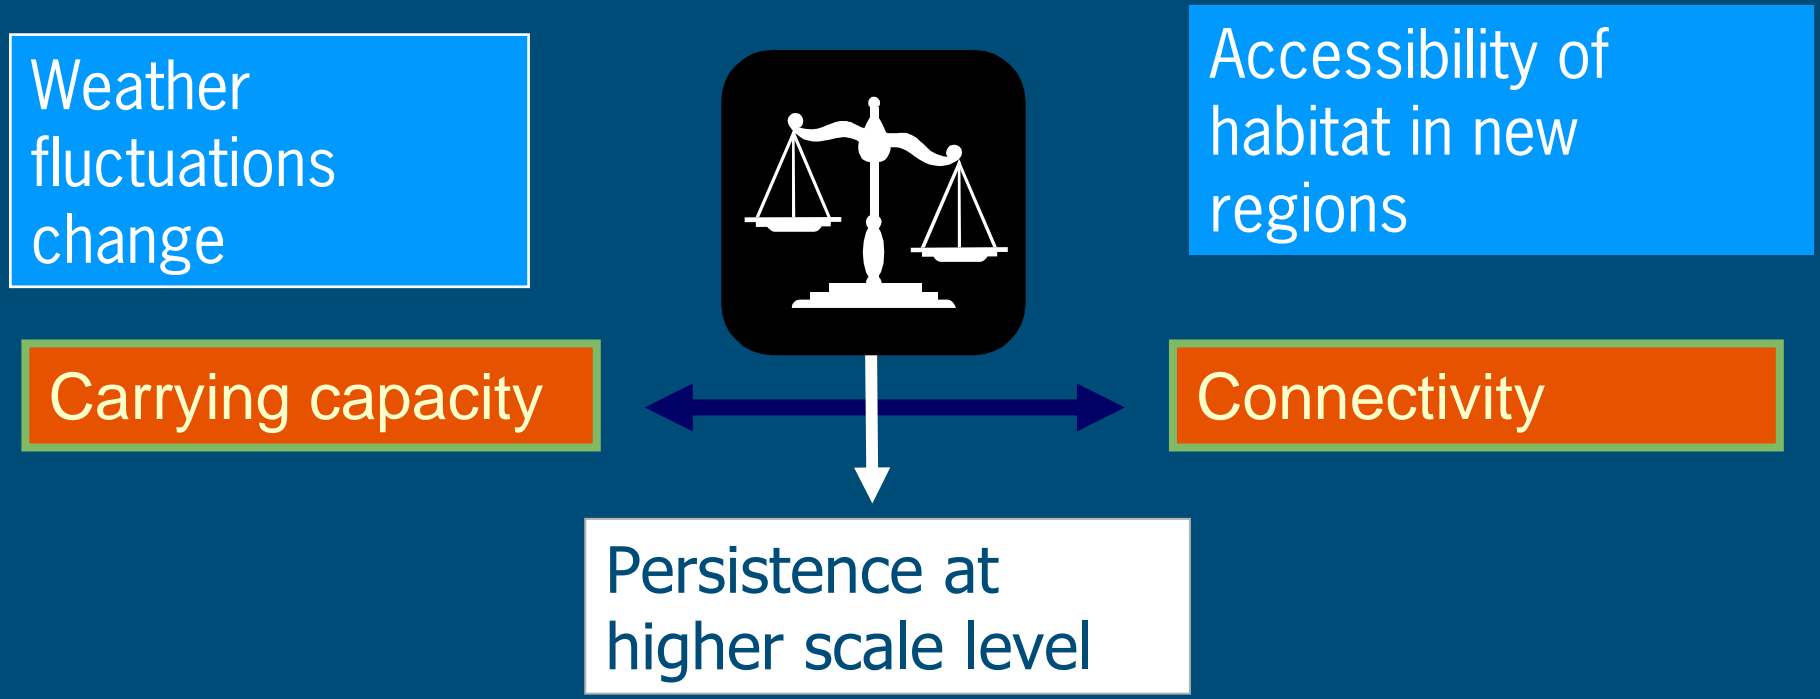 Weather
fluctuations
change
Accessibility of
habitat in new
regions
Carrying capacity
Connectivity
Persistence at
higher scale level